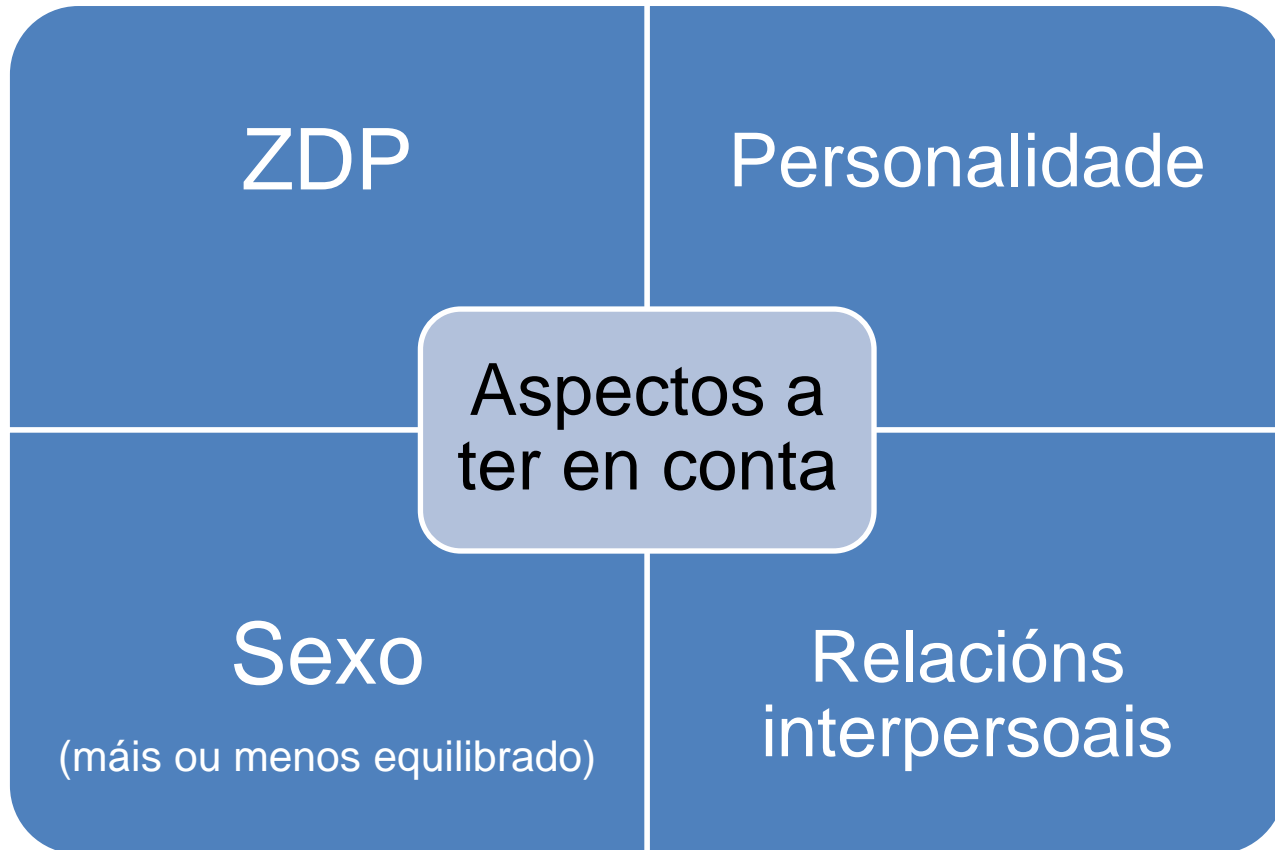 ZDP
Personalidade
Aspectos a
ter en conta
Sexo
(máis ou menos equilibrado)
Relacións
interpersoais